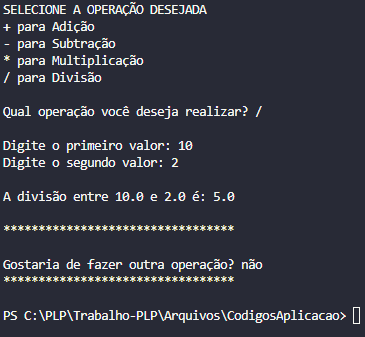 SELECIONE A OPERAÇÃO DESEJADA
+ para Adição
- para Subtração
* para Multiplicação
/ para Divisão
Qual operação você deseja realizar? /
Digite o primeiro valor: 10
Digite o segundo valor: 2
A divisão entre 10.0 e 2.0 é: 5.0
*********************************
Gostaria de fazer outra operação? não
*********************************
PS C:\PLP\Trabalho-PLP\Arquivos\CodigosAplicacao>